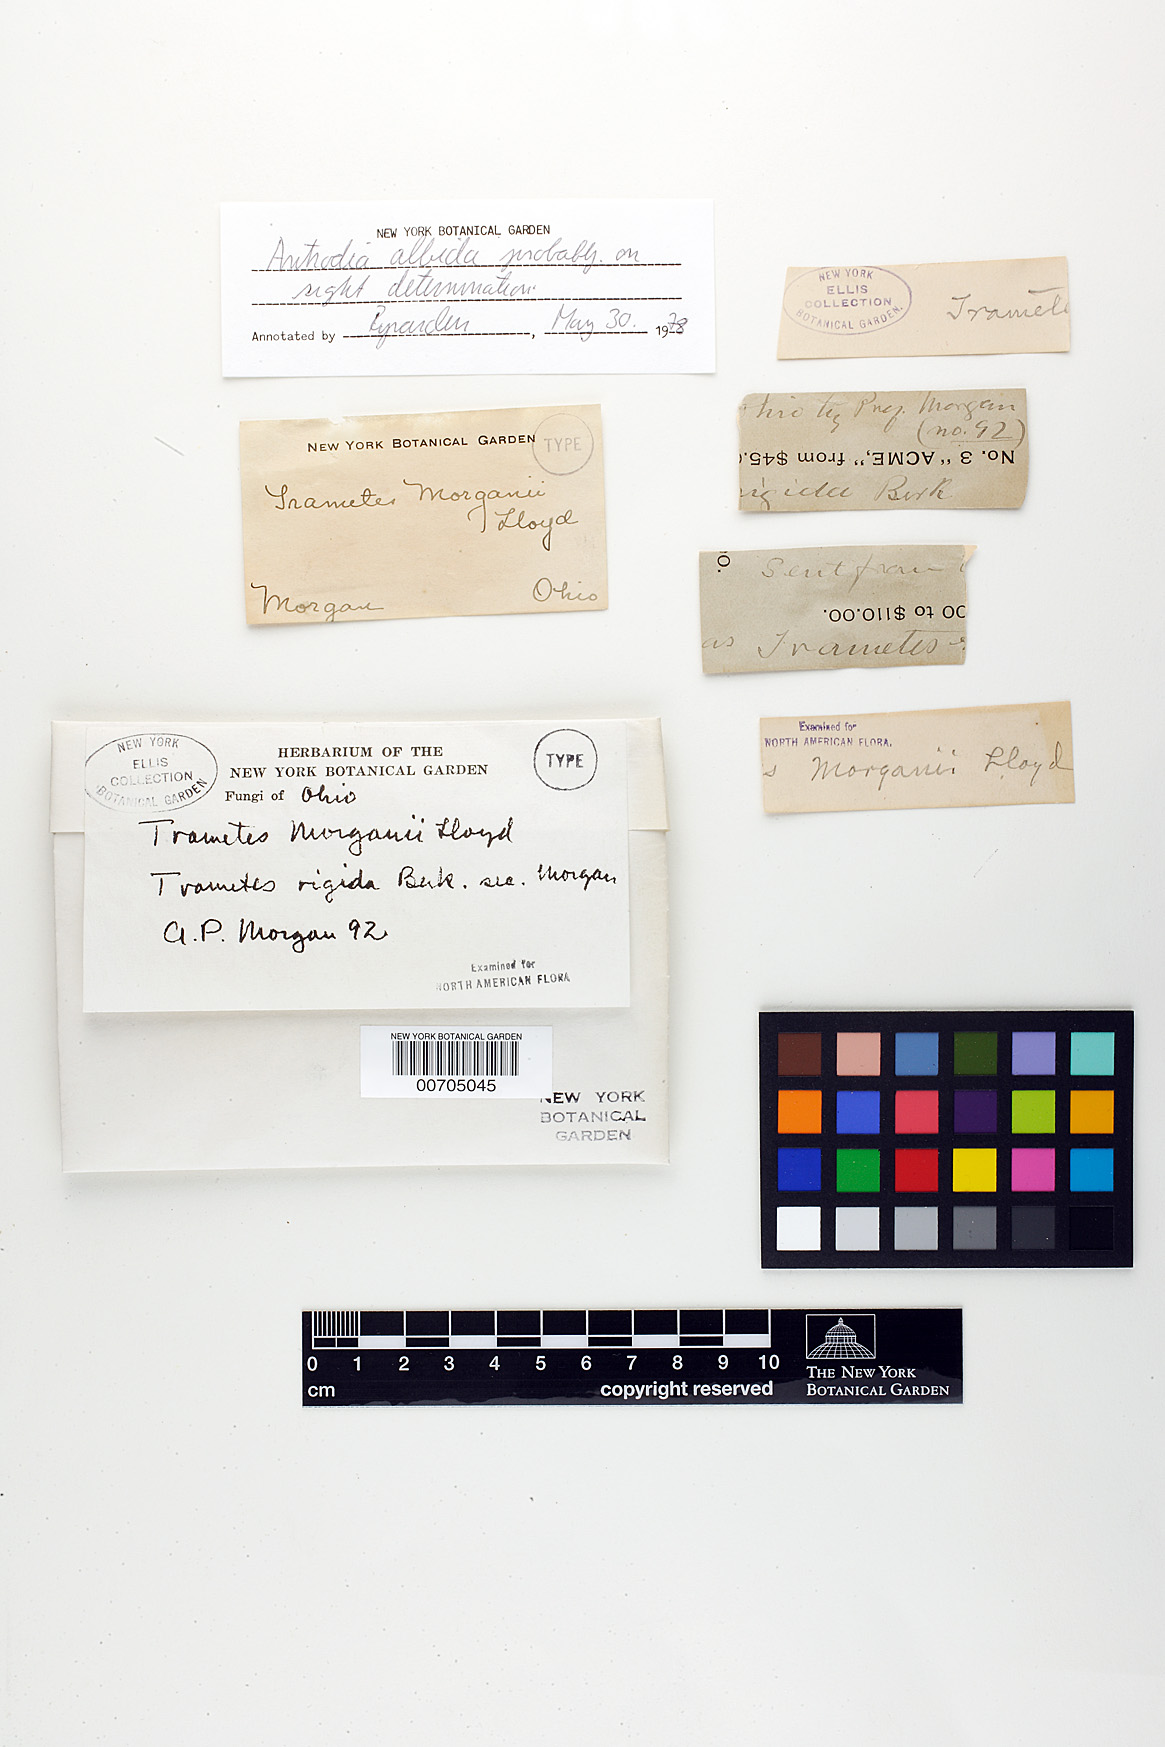 NEW YORK BOTANICAL GARDEN
Antrodia albida probably on
sight determination
Annotated by Ryvarden, May 30. 1978
NEW YORK
ELLIS
COLLECTION
BOTANICAL GARDEN.
Tramete
hio by Prof. Morgan
(no. 92)
No. 3 "ACME," from $45.
rigida Berk
NEW YORK BOTANICAL GARDEN
TYPE
Trametes Morganii
Lloyd
Morgan Ohio
O.
Sent from
00 to $110.00.
as Trametes
Examined for
NORTH AMERICAN FLORA.
s Morganii Lloyd
NEW YORK
ELLIS
COLLECTION
BOTANICAL GARDEN
HERBARIUM OF THE
NEW YORK BOTANICAL GARDEN
TYPE
Fungi of Ohio
Trametes Morganii Lloyd
Trametes rigida Berk. sec. Morgan
A.P. Morgan 92
Examined for
NORTH AMERICAN FLORA
NEW YORK BOTANICAL GARDEN
00705045
NEW YORK
BOTANICAL
GARDEN
0 1 2 3 4 5 6 7 8 9 10
cm
copyright reserved
THE NEW YORK
BOTANICAL GARDEN